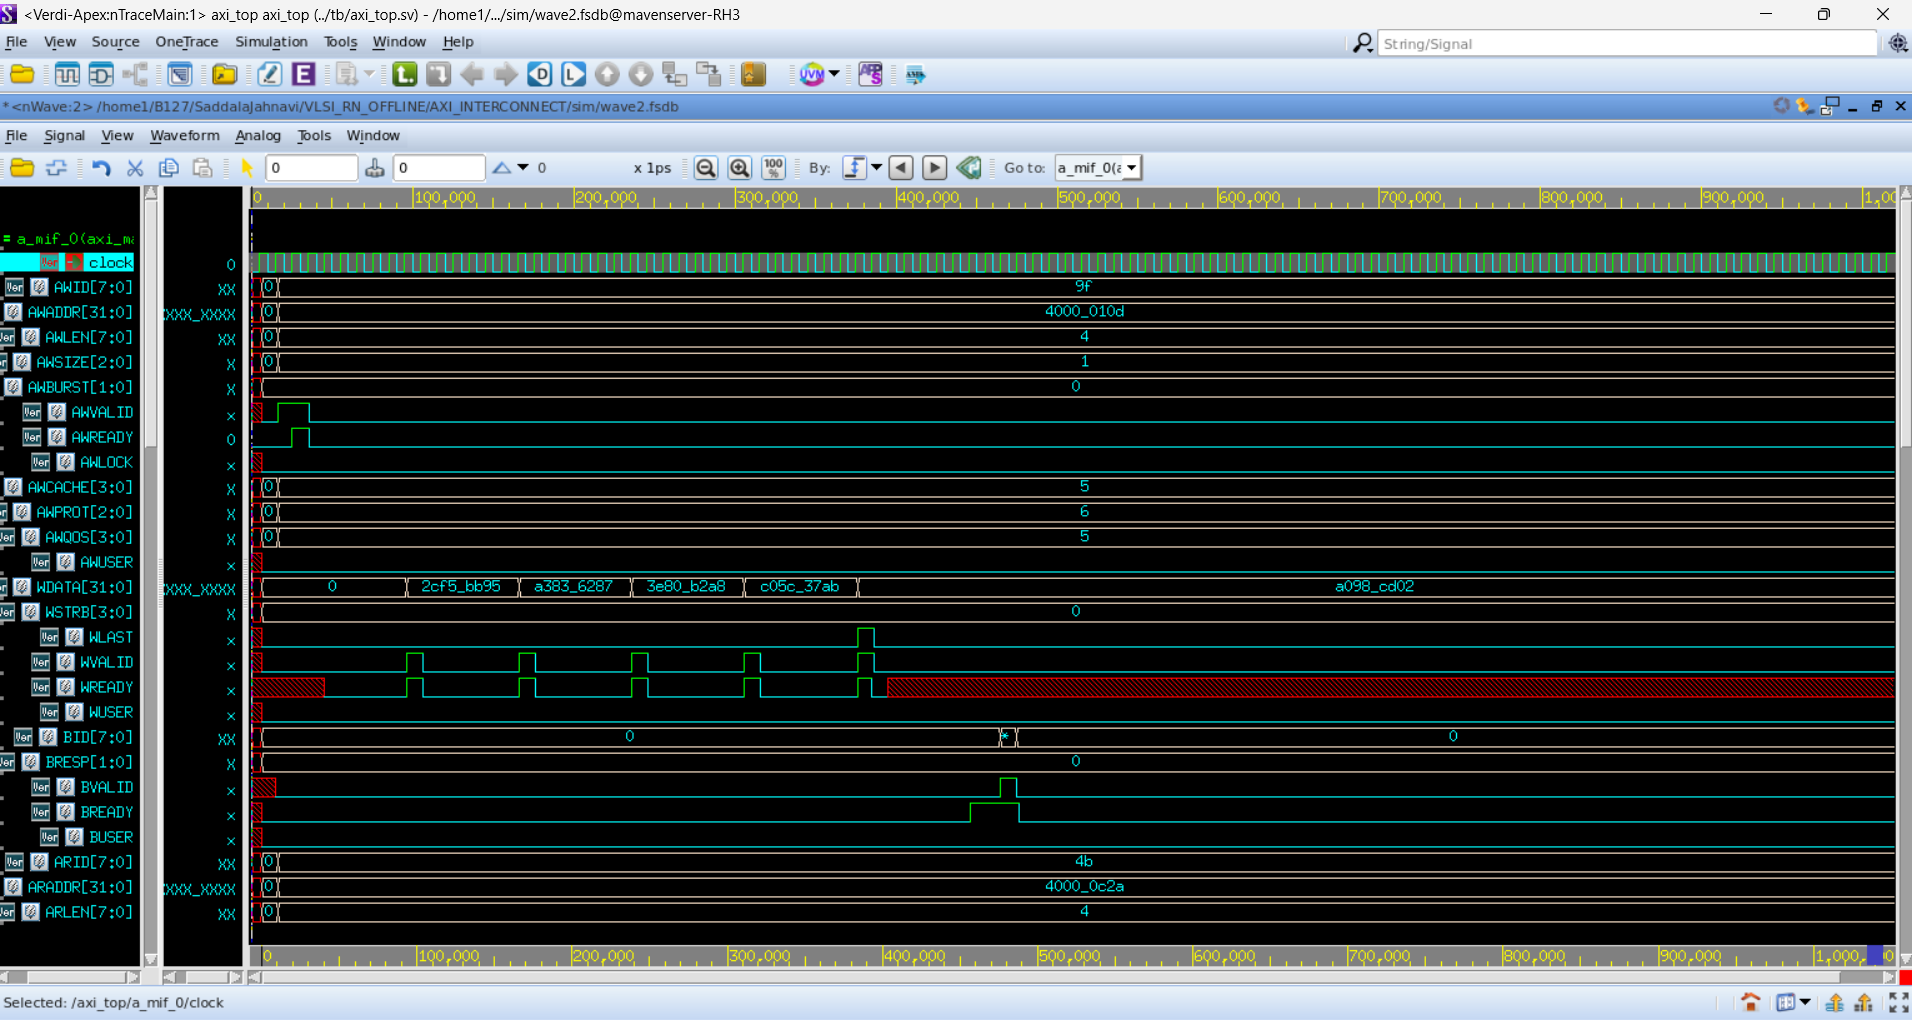 <Verdi-Apex:nTraceMain:1> axi_top axi_top (../tb/axi_top.sv) - /home1/.../sim/wave2.fsdb@mavenserver-RH3
File View Source OneTrace Simulation Tools Window Help
String/Signal
*<nWave:2> /home1/B127/SaddalaJahnavi/VLSI_RN_OFFLINE/AXI_INTERCONNECT/sim/wave2.fsdb
File Signal View Waveform Analog Tools Window
0 0 0 x 1ps 100 % By: Go to: a_mif_0(a
0 100,000 200,000 300,000 400,000 500,000 600,000 700,000 800,000 900,000 1,00
= a_mif_0(axi_ma
clock 0
AWID[7:0] XX 0 9f
AWADDR[31:0] XXX_XXXX 0 4000_010d
AWLEN[7:0] XX 0 4
AWSIZE[2:0] X 0 1
AWBURST[1:0] X 0
AWVALID x
AWREADY 0
AWLOCK x
AWCACHE[3:0] X 0 5
AWPROT[2:0] X 0 6
AWQOS[3:0] X 0 5
AWUSER x
WDATA[31:0] XXX_XXXX 0 2cf5_bb95 a383_6287 3e80_b2a8 c05c_37ab a098_cd02
WSTRB[3:0] X 0
WLAST x
WVALID x
WREADY x
WUSER x
BID[7:0] XX 0 * 0
BRESP[1:0] X 0
BVALID x
BREADY x
BUSER x
ARID[7:0] XX 0 4b
ARADDR[31:0] XXX_XXXX 0 4000_0c2a
ARLEN[7:0] XX 0 4
0 100,000 200,000 300,000 400,000 500,000 600,000 700,000 800,000 900,000 1,000,
Selected: /axi_top/a_mif_0/clock